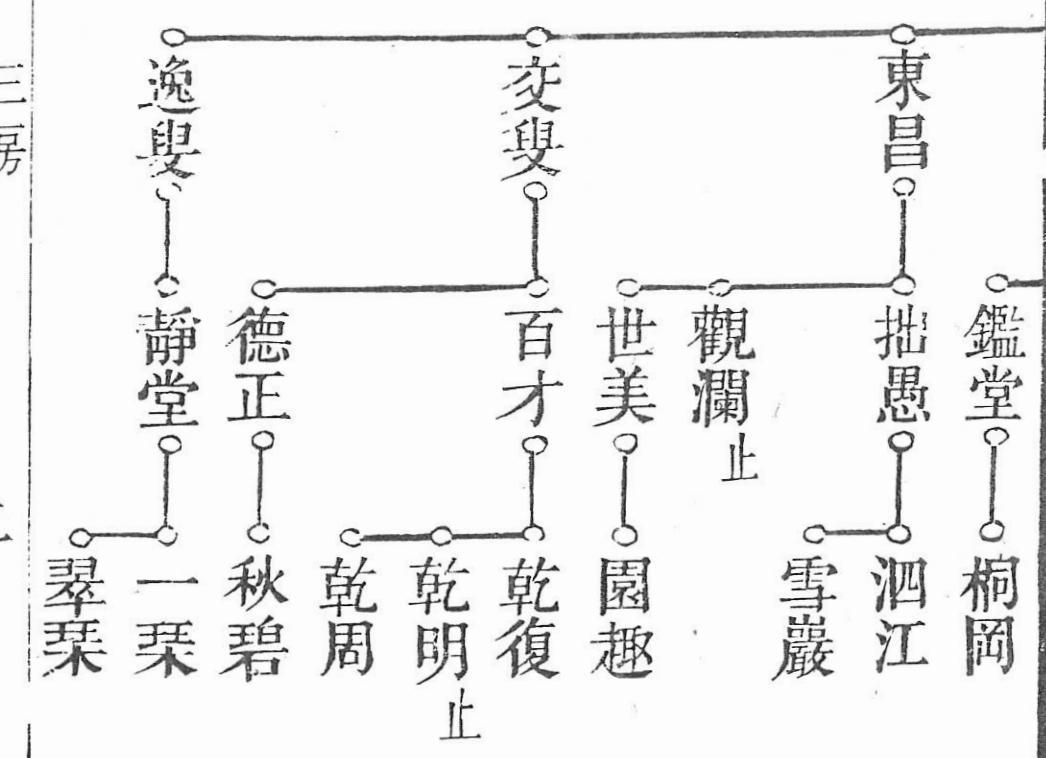 東昌
交叟
逸叟
鑑堂
拙愚
觀瀾止
世美
百才
德正
靜堂
桐岡
泗江
雪巖
園趣
乾復
乾明止
乾周
秋碧
一栞
翠栞
三房